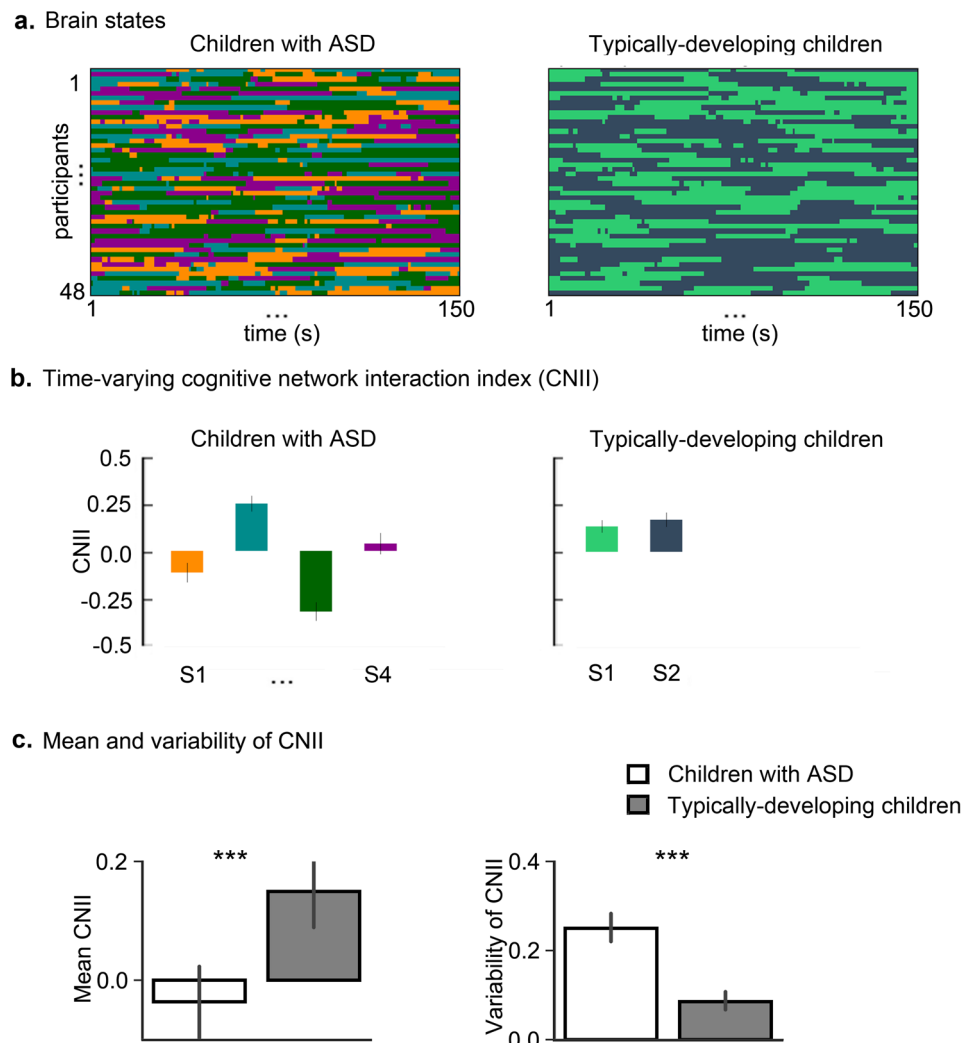 a. Brain states
Children with ASD
Typically-developing children
participants
1
...
48
1
...
150
time (s)
1
...
150
time (s)
b. Time-varying cognitive network interaction index (CNII)
Children with ASD
Typically-developing children
CNII
0.5
0.25
0.0
-0.25
-0.5
S1
...
S4
S1
S2
c. Mean and variability of CNII
Children with ASD
Typically-developing children
Mean CNII
0.2
0.0
***
Variability of CNII
0.4
0.2
0.0
***